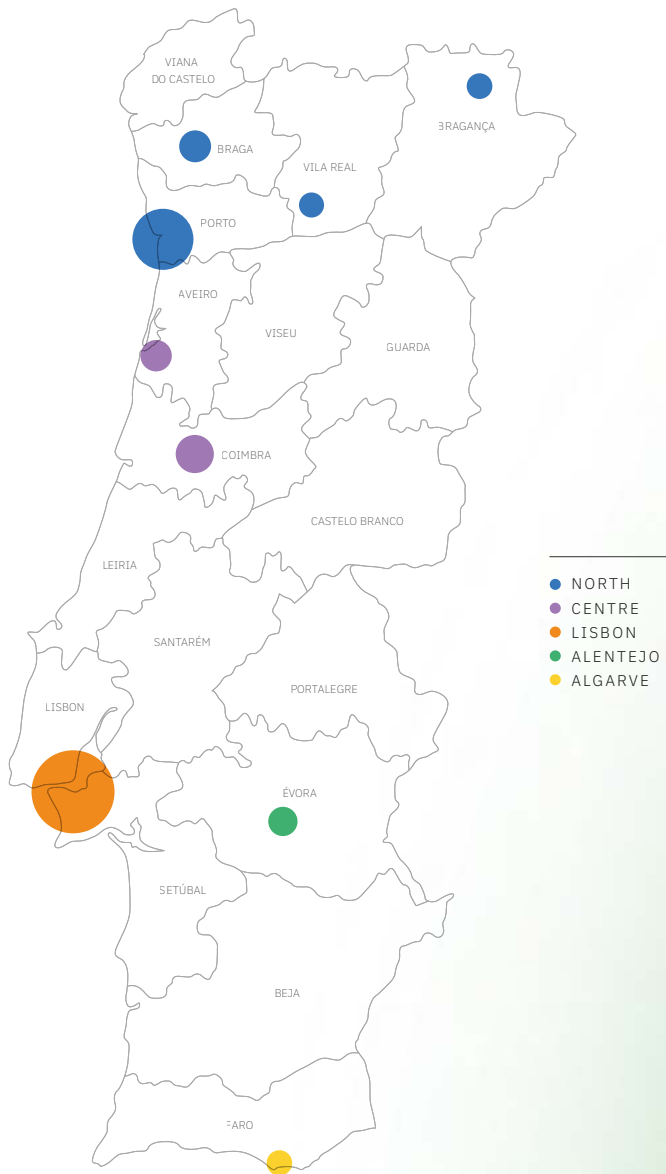 VIANA
DO CASTELO
BRAGANÇA
BRAGA
VILA REAL
PORTO
AVEIRO
VISEU
GUARDA
COIMBRA
CASTELO BRANCO
LEIRIA
NORTH
CENTRE
LISBON
ALENTEJO
ALGARVE
SANTARÉM
PORTALEGRE
LISBON
ÉVORA
SETÚBAL
BEJA
FARO